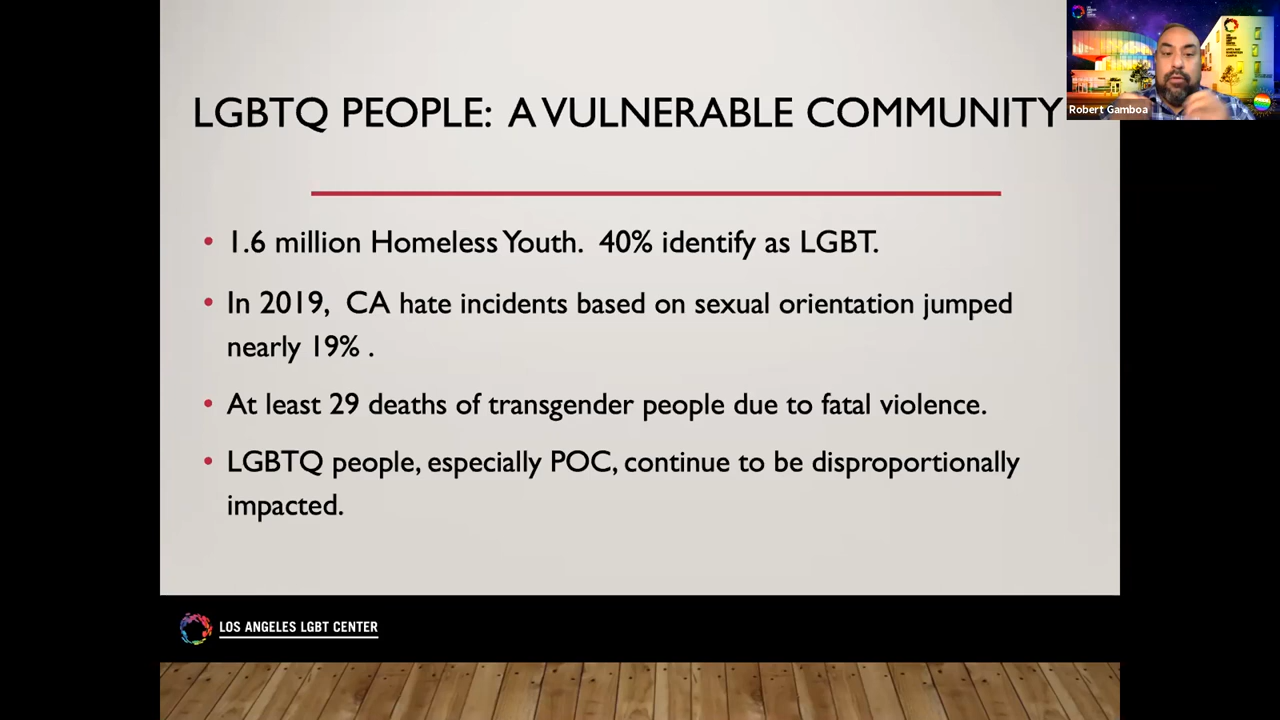 LGBTQ PEOPLE: A VULNERABLE COMMUNITY
• 1.6 million Homeless Youth. 40% identify as LGBT.
• In 2019, CA hate incidents based on sexual orientation jumped
nearly 19% .
• At least 29 deaths of transgender people due to fatal violence.
• LGBTQ people, especially POC, continue to be disproportionally
impacted.
LOS ANGELES LGBT CENTER
Robert Gamboa